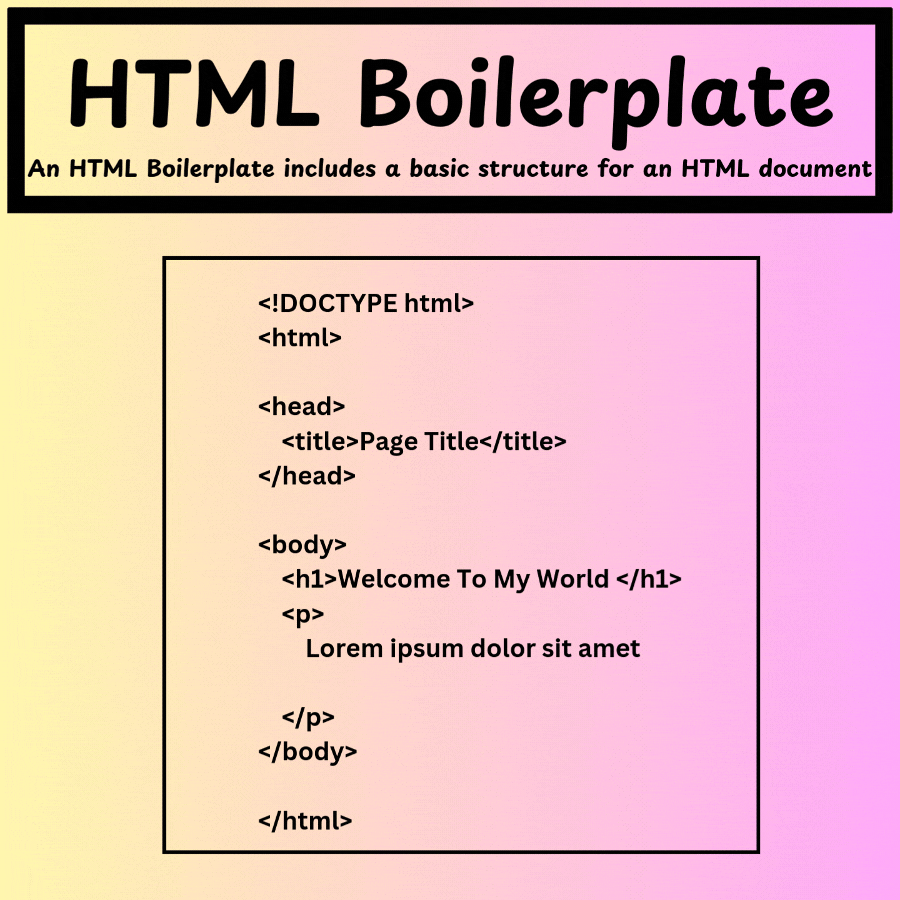 HTML Boilerplate
An HTML Boilerplate includes a basic structure for an HTML document
<!DOCTYPE html>
<html>
<head>
<title>Page Title</title>
</head>
<body>
<h1>Welcome To My World </h1>
<p>
Lorem ipsum dolor sit amet
</p>
</body>
</html>